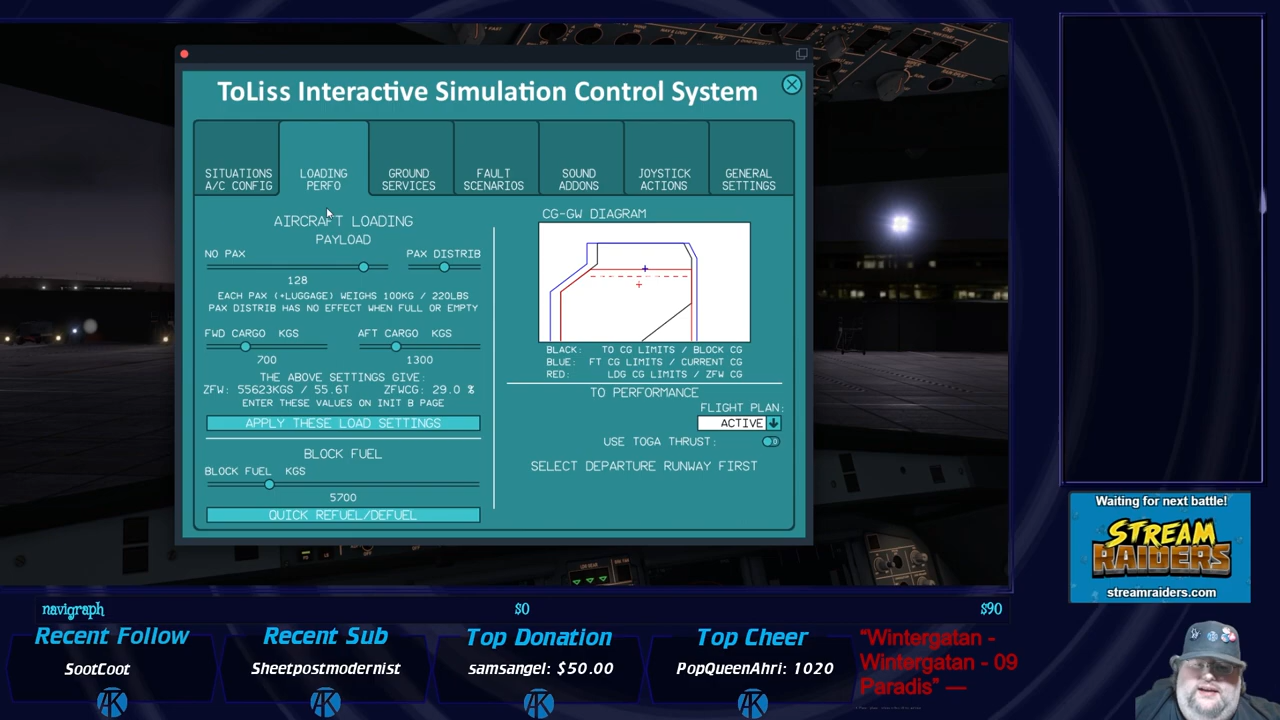 ToLiss Interactive Simulation Control System
SITUATIONS
A/C CONFIG
LOADING
PERFO
GROUND
SERVICES
FAULT
SCENARIOS
SOUND
ADDONS
JOYSTICK
ACTIONS
GENERAL
SETTINGS
AIRCRAFT LOADING
PAYLOAD
NO PAX
PAX DISTRIB
128
EACH PAX (+LUGGAGE) WEIGHS 100KG / 220LBS
PAX DISTRIB HAS NO EFFECT WHEN FULL OR EMPTY
FWD CARGO KGS
AFT CARGO KGS
700
1300
THE ABOVE SETTINGS GIVE:
ZFW: 55623KGS / 55.6T ZFWCG: 29.0 %
ENTER THESE VALUES ON INIT B PAGE
APPLY THESE LOAD SETTINGS
BLOCK FUEL
BLOCK FUEL KGS
5700
QUICK REFUEL/DEFUEL
CG-GW DIAGRAM
BLACK: TO CG LIMITS / BLOCK CG
BLUE: FT CG LIMITS / CURRENT CG
RED: LDG CG LIMITS / ZFW CG
TO PERFORMANCE
FLIGHT PLAN:
ACTIVE
USE TOGA THRUST:
SELECT DEPARTURE RUNWAY FIRST
Waiting for next battle!
STREAM
RAIDERS
streamraiders.com
navigraph
$0
$90
Recent Follow
SootCoot
Recent Sub
Sheetpostmodernist
Top Donation
samsangel: $50.00
Top Cheer
PopQueenAhri: 1020
"Wintergatan -
Wintergatan - 09
Paradis" —
AK
AK
AK
AK